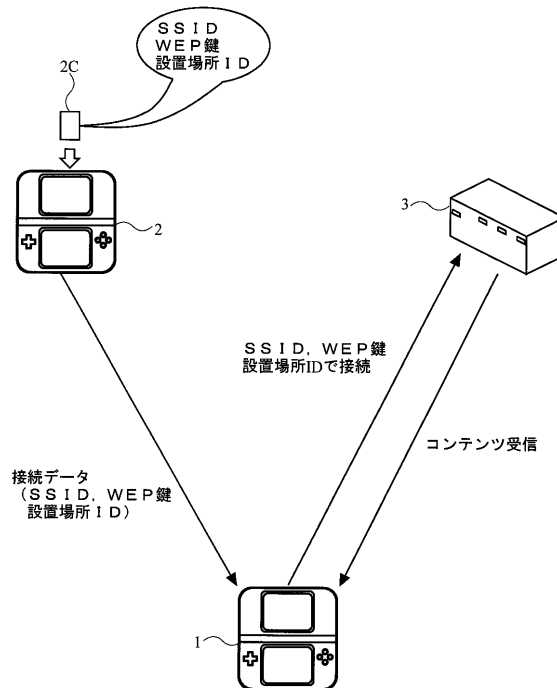 ＳＳＩＤ
ＷＥＰ鍵
設置場所ＩＤ
2C
2
3
ＳＳＩＤ，ＷＥＰ鍵
設置場所IDで接続
コンテンツ受信
接続データ
（ＳＳＩＤ，ＷＥＰ鍵
設置場所ＩＤ）
1